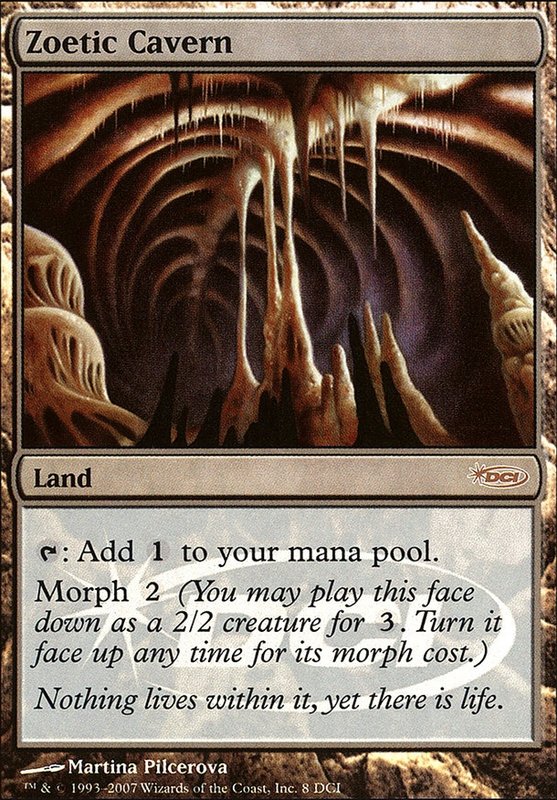 Zoetic Cavern
Land
DCI
: Add 1 to your mana pool.
Morph 2 (You may play this face
down as a 2/2 creature for 3. Turn it
face up any time for its morph cost.)
Nothing lives within it, yet there is life.
DCI
Martina Pilcerova
™ & © 1993–2007 Wizards of the Coast, Inc. 8 DCI